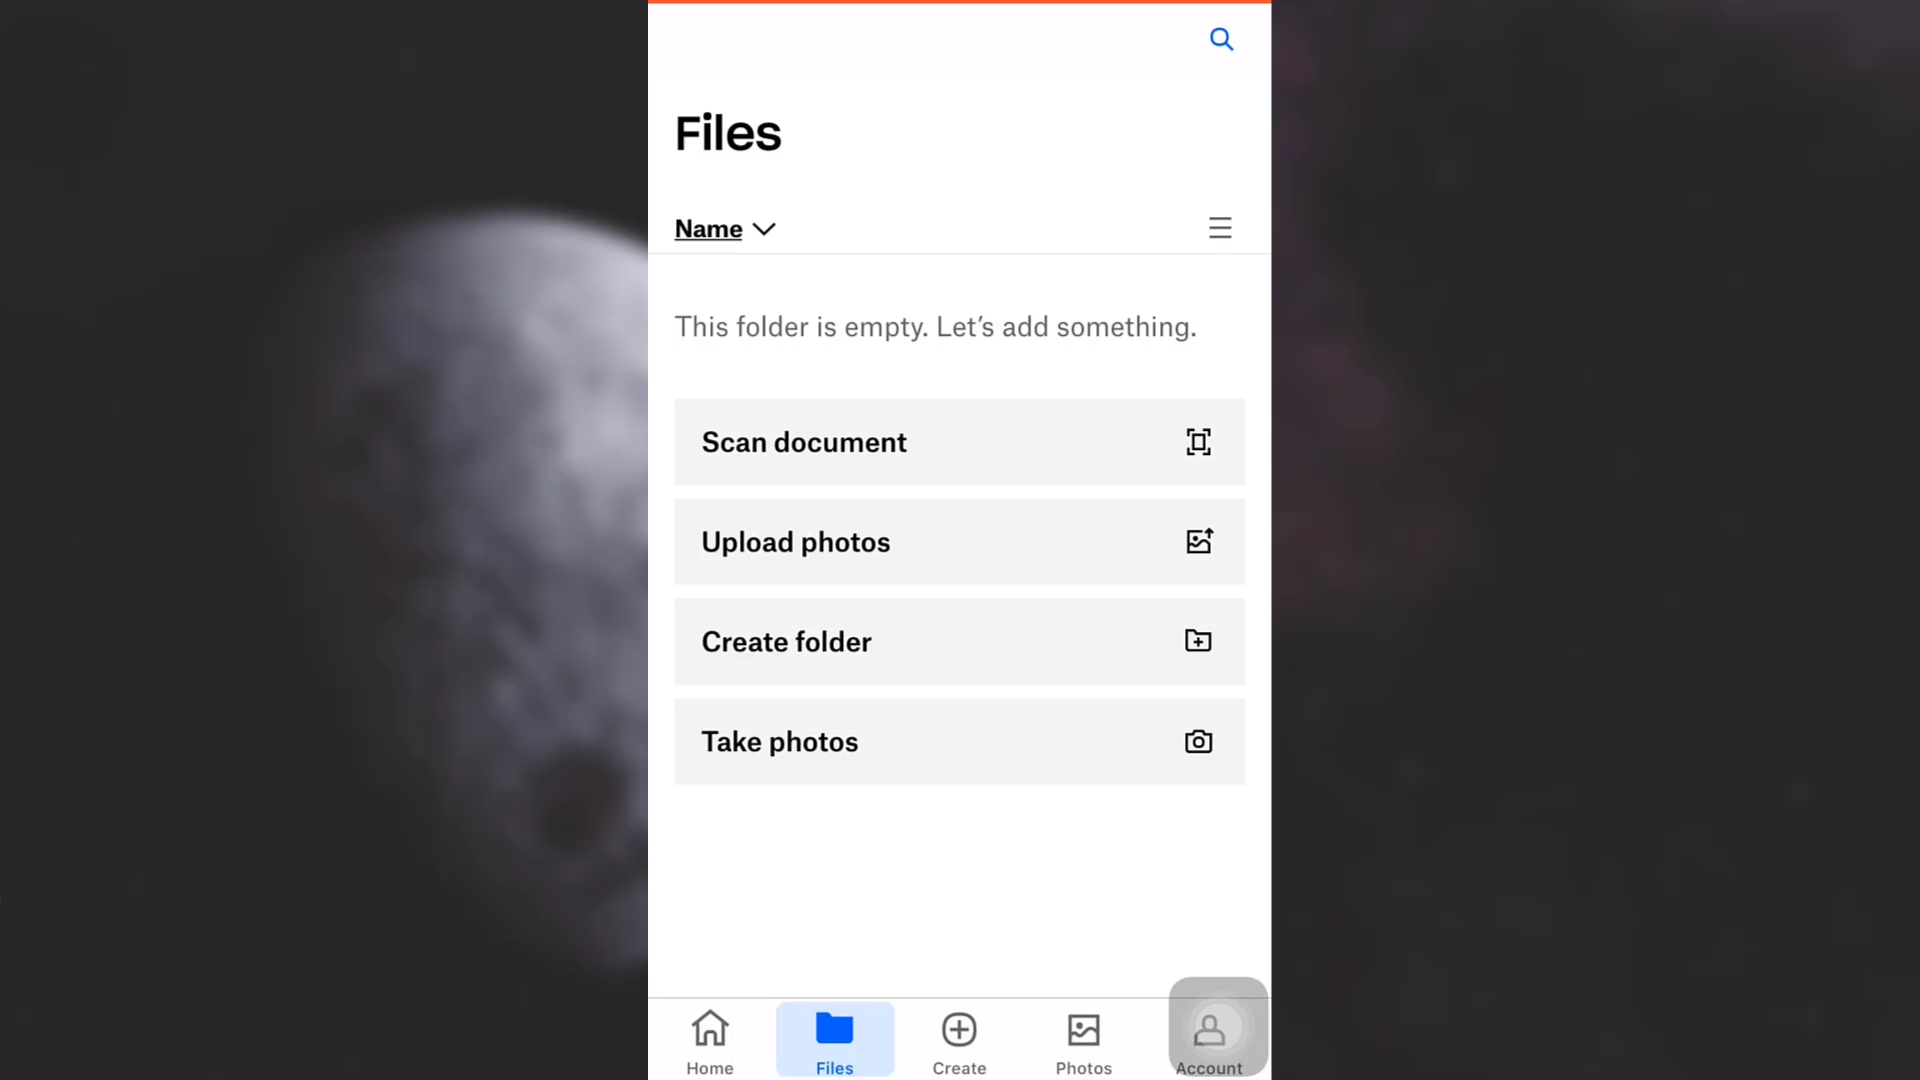 Files
Name
This folder is empty. Let’s add something.
Scan document
Upload photos
Create folder
Take photos
Home
Files
Create
Photos
Account